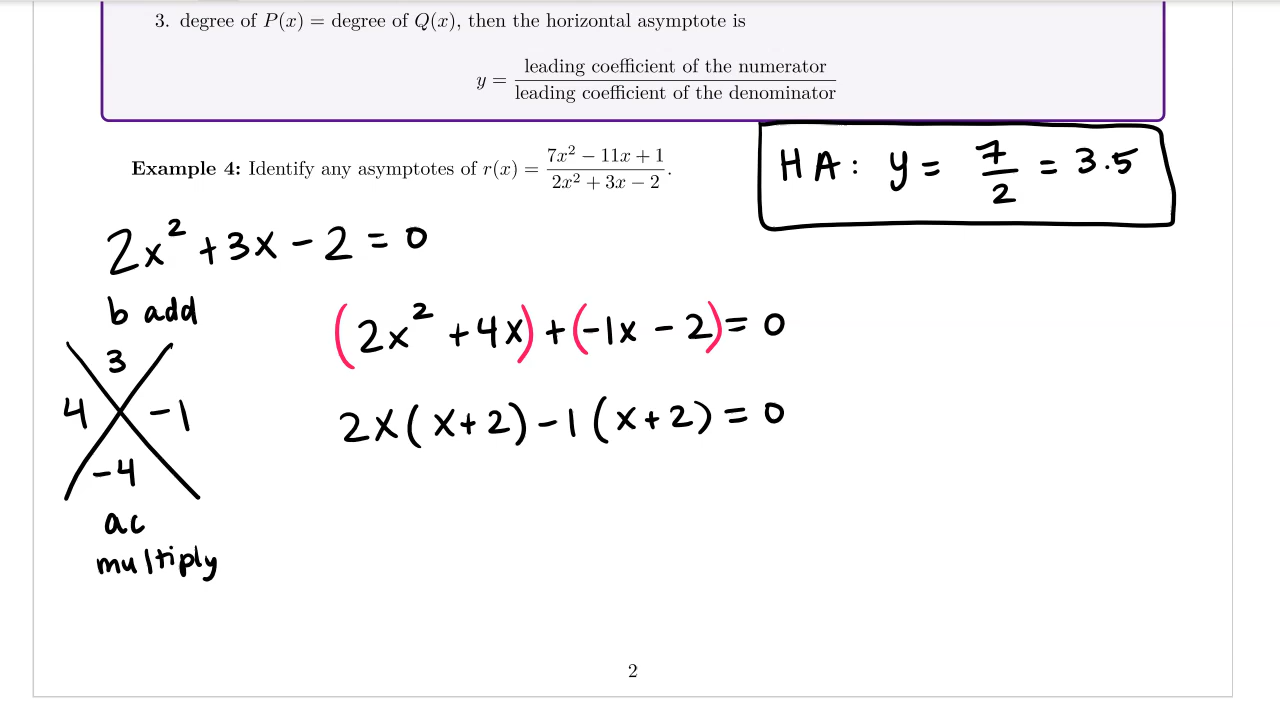 3. degree of P(x) = degree of Q(x), then the horizontal asymptote is
y = leading coefficient of the numerator / leading coefficient of the denominator
Example 4: Identify any asymptotes of r(x) = (7x² − 11x + 1) / (2x² + 3x − 2).
HA: y = 7/2 = 3.5
2x² + 3x − 2 = 0
b add
3
4 −1
−4
ac
multiply
(2x² + 4x) + (−1x − 2) = 0
2x(x+2) − 1(x+2) = 0
2